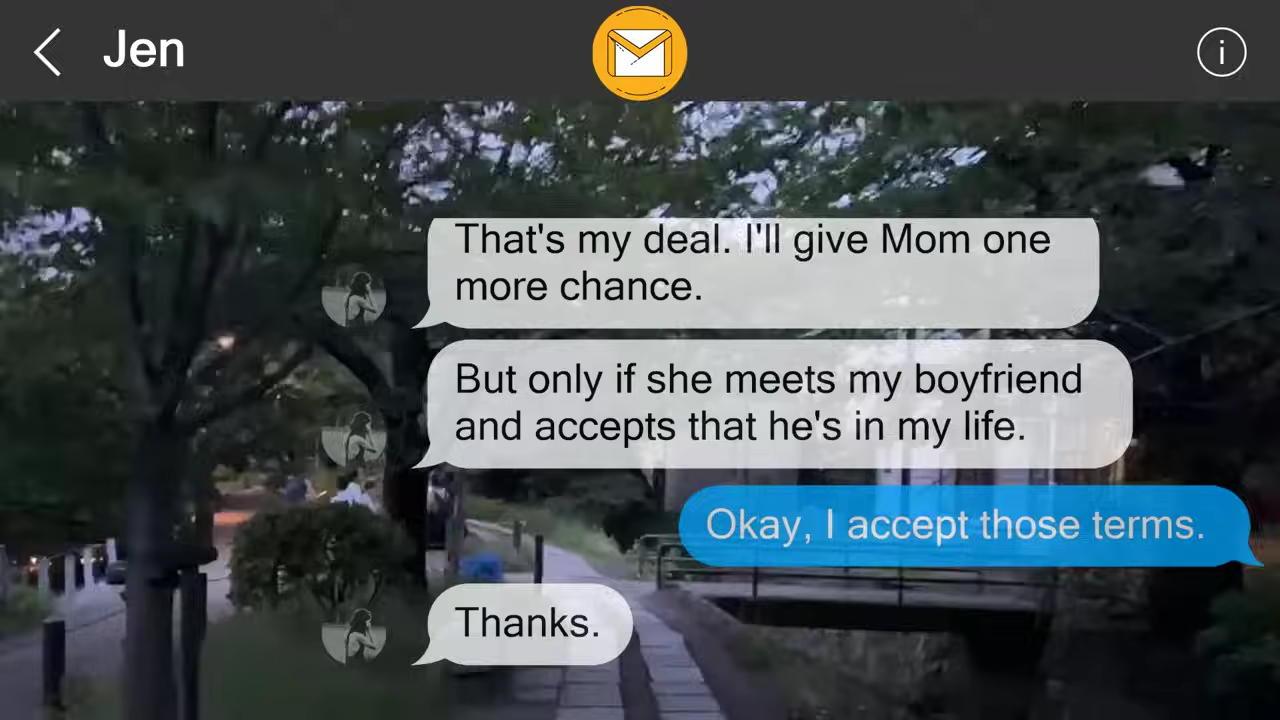 Jen
i
That's my deal. I'll give Mom one
more chance.
But only if she meets my boyfriend
and accepts that he's in my life.
Okay, I accept those terms.
Thanks.